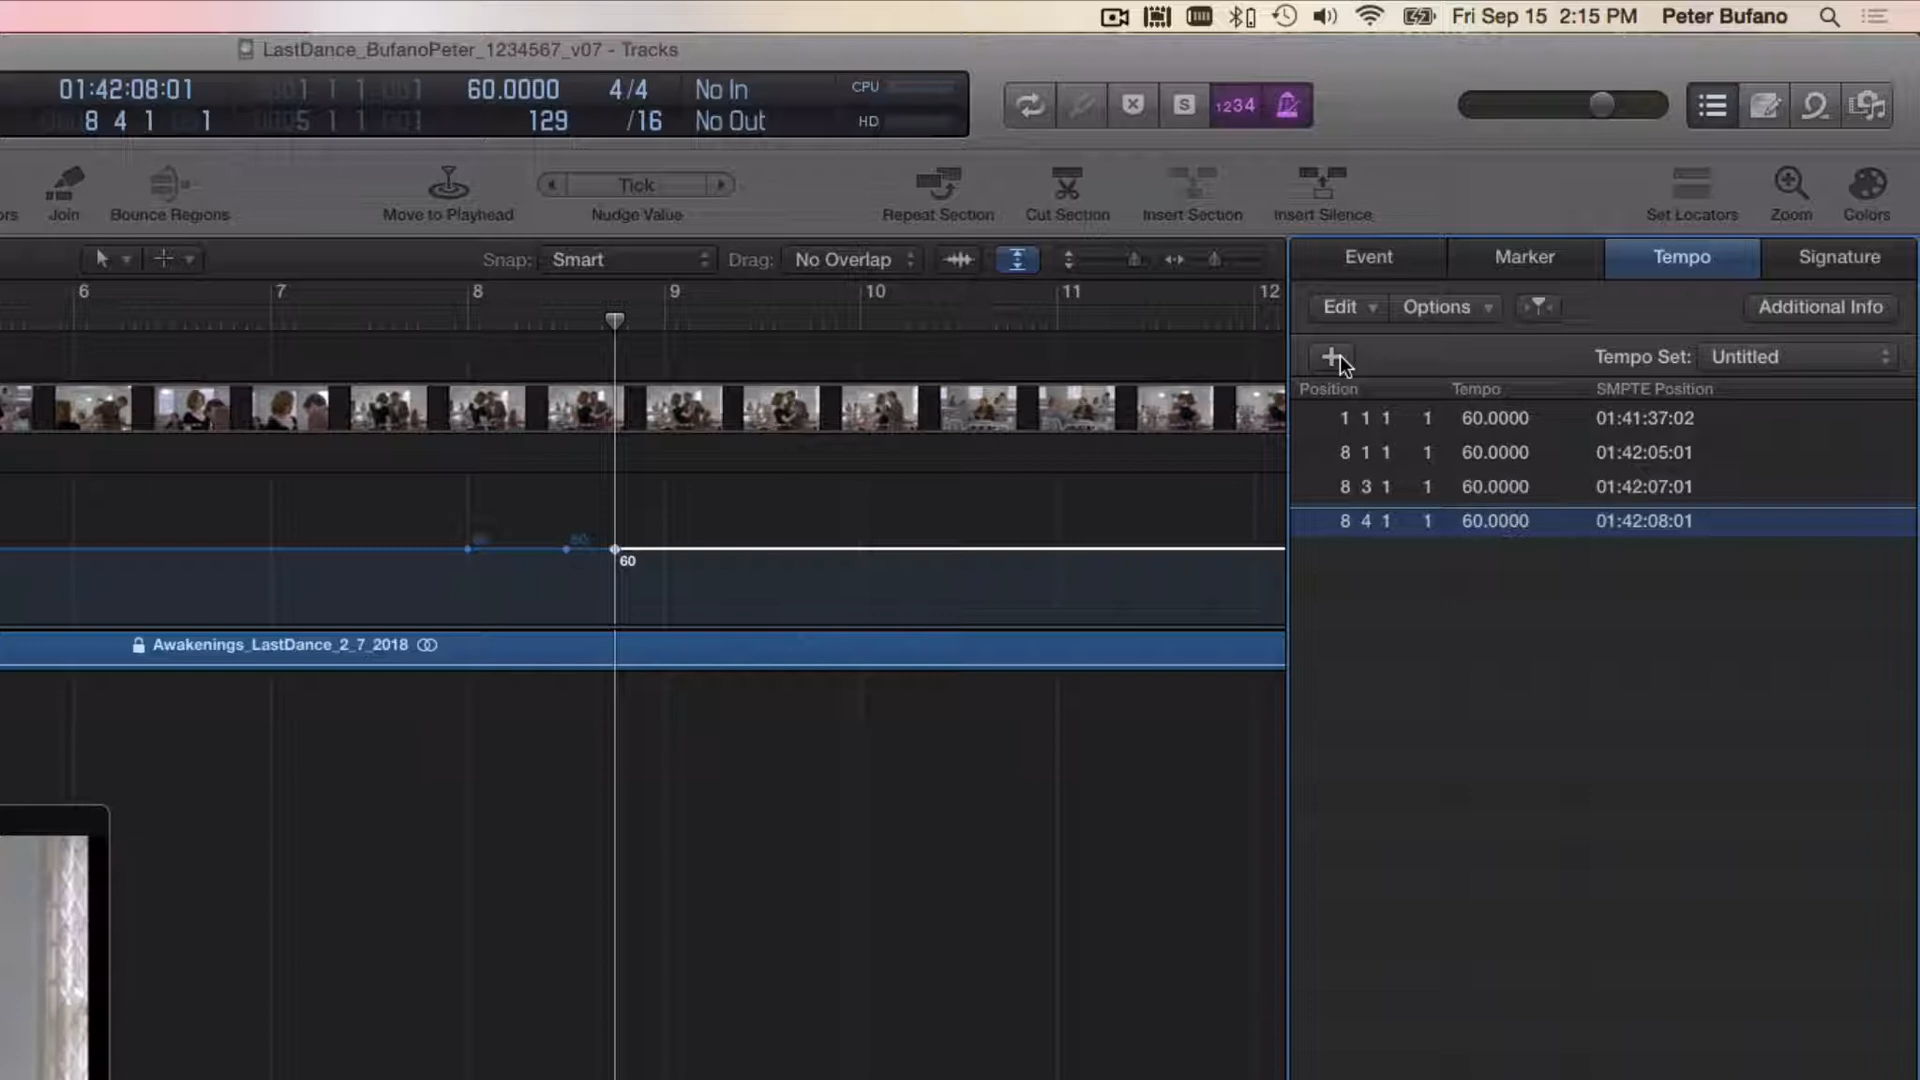 Fri Sep 15 2:15 PM Peter Bufano
LastDance_BufanoPeter_1234567_v07 - Tracks
01:42:08:01 60.0000 4/4 No In CPU
8 4 1 1 129 /16 No Out HD
S 1234
ors Join Bounce Regions Move to Playhead Tick Nudge Value Repeat Section Cut Section Insert Section Insert Silence Set Locators Zoom Colors
Snap: Smart Drag: No Overlap
6 7 8 9 10 11 12
60
Awakenings_LastDance_2_7_2018
Event Marker Tempo Signature
Edit Options Additional Info
Tempo Set: Untitled
Position Tempo SMPTE Position
1 1 1 1 60.0000 01:41:37:02
8 1 1 1 60.0000 01:42:05:01
8 3 1 1 60.0000 01:42:07:01
8 4 1 1 60.0000 01:42:08:01